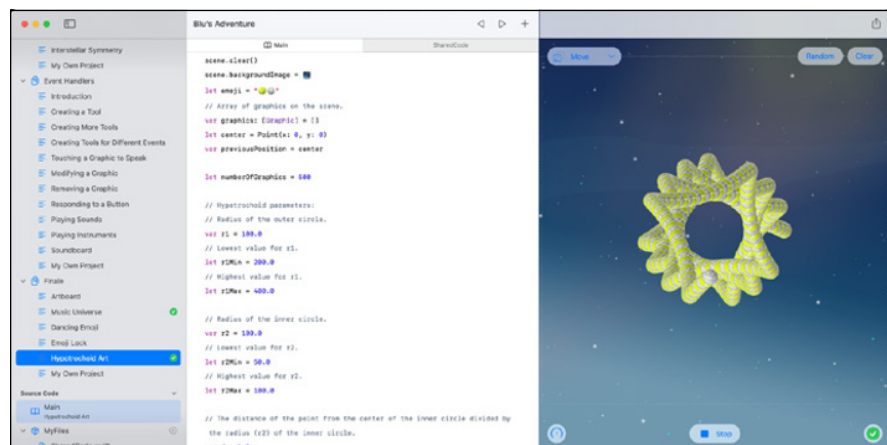 Blu's Adventure
Interstellar Symmetry
My Own Project
Event Handlers
Introduction
Creating a Tool
Creating More Tools
Creating Tools for Different Events
Touching a Graphic to Speak
Modifying a Graphic
Removing a Graphic
Responding to a Button
Playing Sounds
Playing Instruments
Soundboard
My Own Project
Finale
Artboard
Music Universe
Dancing Emoji
Emoji Lock
Hypotrochoid Art
My Own Project
Source Code
Main
Hypotrochoid Art
MyFiles
Main
SharedCode
scene.clear()
scene.backgroundImage =
let emoji = "🎾⚾"
// Array of graphics on the scene.
var graphics: [Graphic] = []
let center = Point(x: 0, y: 0)
var previousPosition = center
let numberOfGraphics = 500
// Hypotrochoid parameters:
// Radius of the outer circle.
var r1 = 100.0
// Lowest value for r1.
let r1Min = 200.0
// Highest value for r1.
let r1Max = 400.0
// Radius of the inner circle.
var r2 = 100.0
// Lowest value for r2.
let r2Min = 50.0
// Highest value for r2.
let r2Max = 100.0
// The distance of the point from the center of the inner circle divided by
the radius (r2) of the inner circle.
Move
Random
Clear
Stop